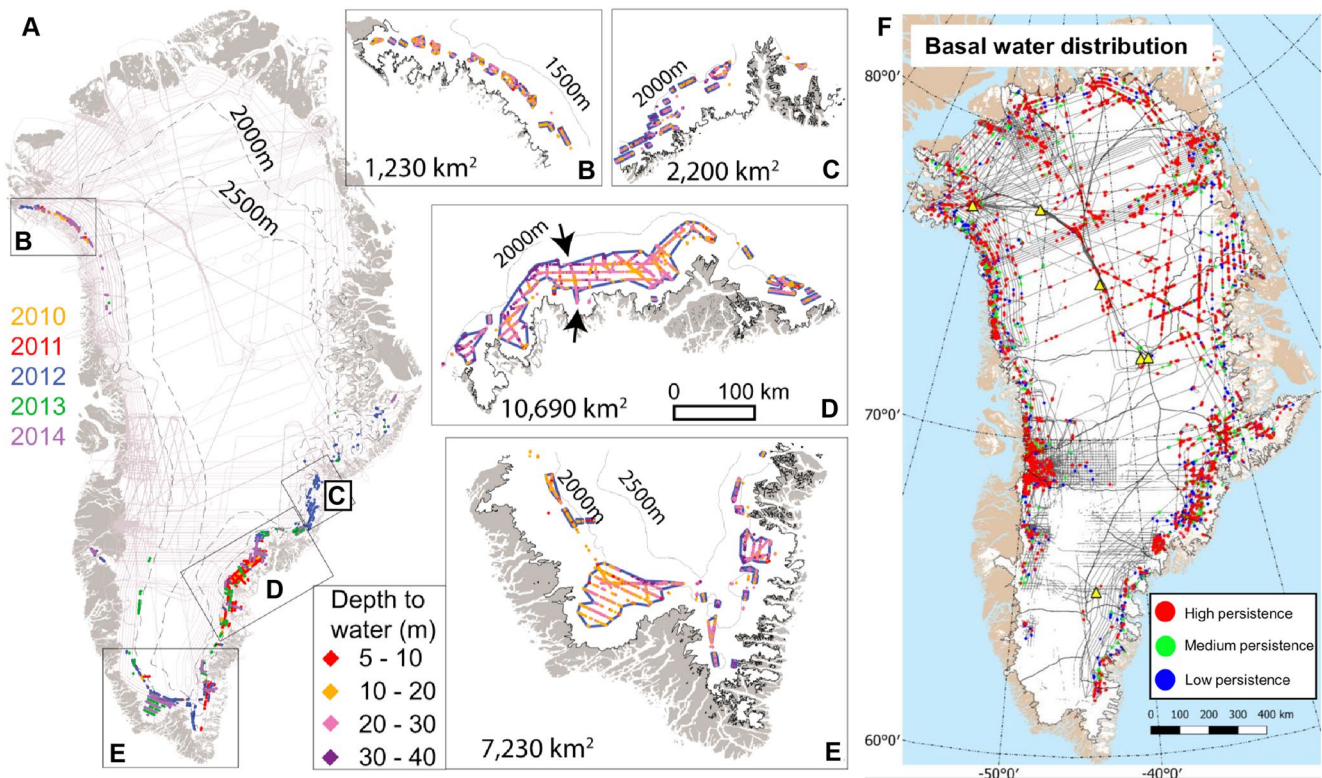 A
2000m
2500m
B
2010
2011
2012
2013
2014
C
D
E
Depth to
water (m)
5 - 10
10 - 20
20 - 30
30 - 40
1500m
1,230 km²
B
2000m
2,200 km²
C
2000m
0 100 km
10,690 km²
D
2000m
2500m
7,230 km²
E
F
Basal water distribution
80°0'
70°0'
60°0'
High persistence
Medium persistence
Low persistence
0 100 200 300 400 km
-50°0'
-40°0'